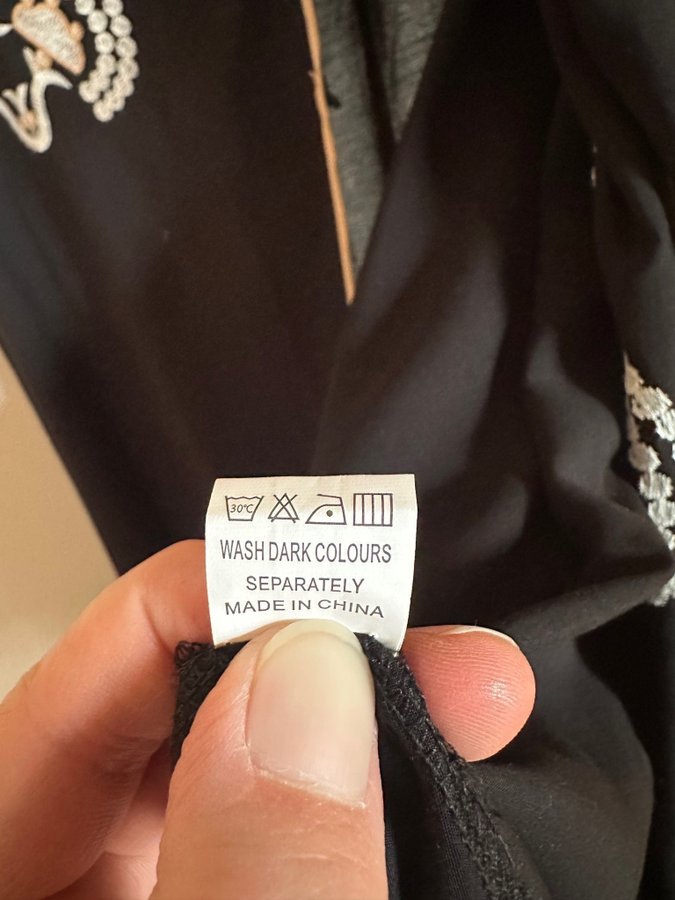 30°C
WASH DARK COLOURS
SEPARATELY
MADE IN CHINA